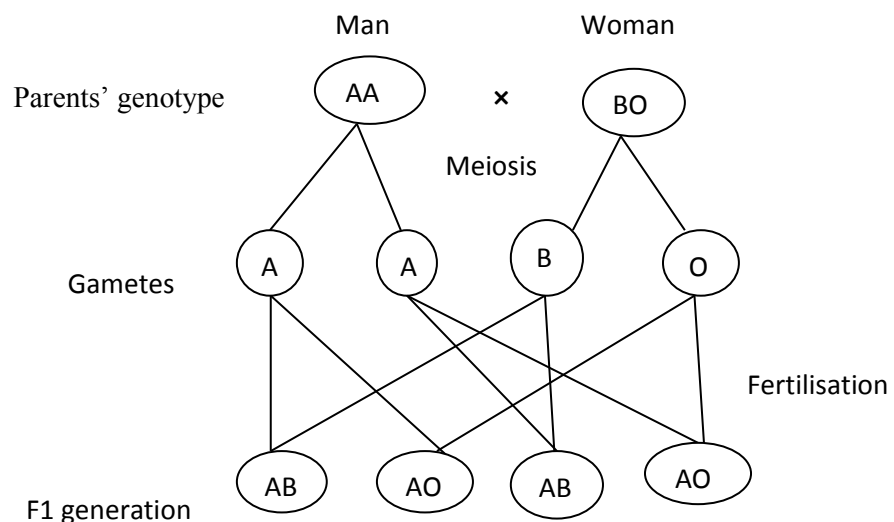 Man Woman
Parents’ genotype AA × BO
Meiosis
Gametes A A B O
Fertilisation
F1 generation AB AO AB AO